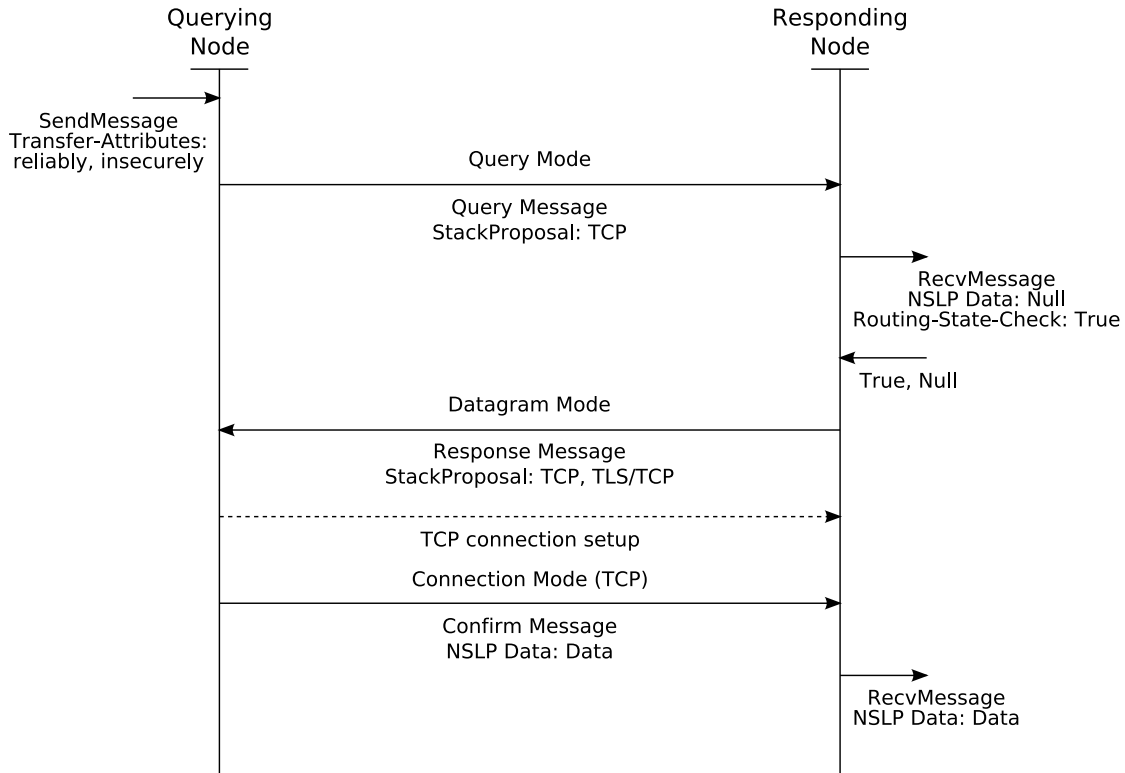 Querying
Node
Responding
Node
SendMessage
Transfer-Attributes:
reliably, insecurely
Query Mode
Query Message
StackProposal: TCP
RecvMessage
NSLP Data: Null
Routing-State-Check: True
True, Null
Datagram Mode
Response Message
StackProposal: TCP, TLS/TCP
TCP connection setup
Connection Mode (TCP)
Confirm Message
NSLP Data: Data
RecvMessage
NSLP Data: Data